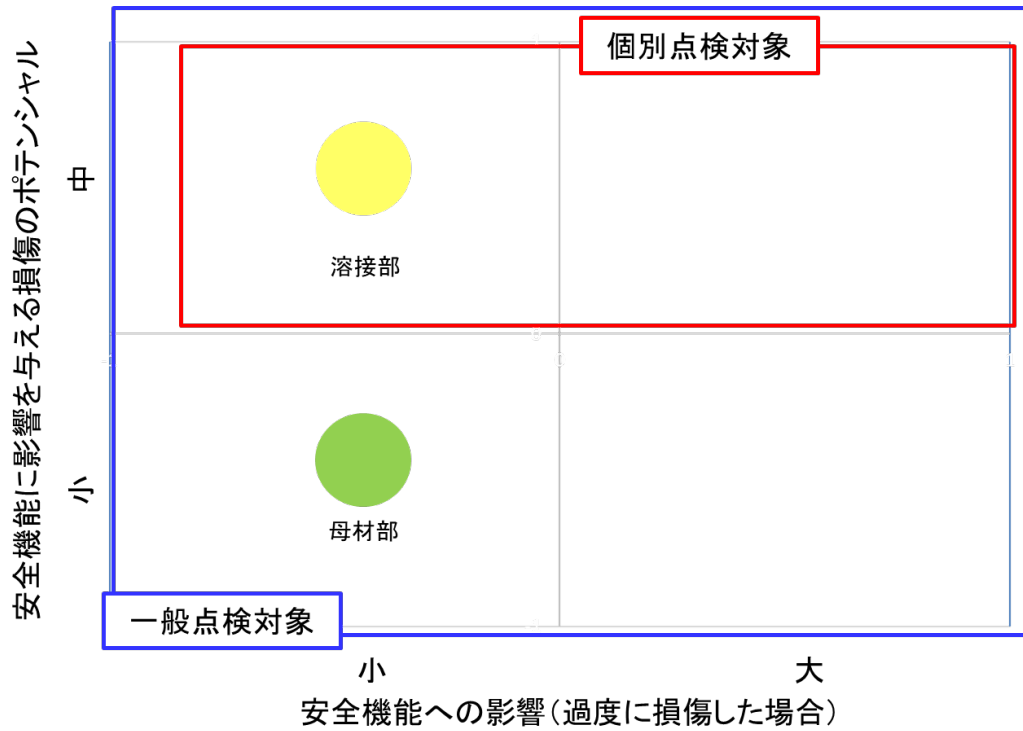 個別点検対象
安全機能に影響を与える損傷のポテンシャル
中
溶接部
小
母材部
一般点検対象
小
大
安全機能への影響(過度に損傷した場合)